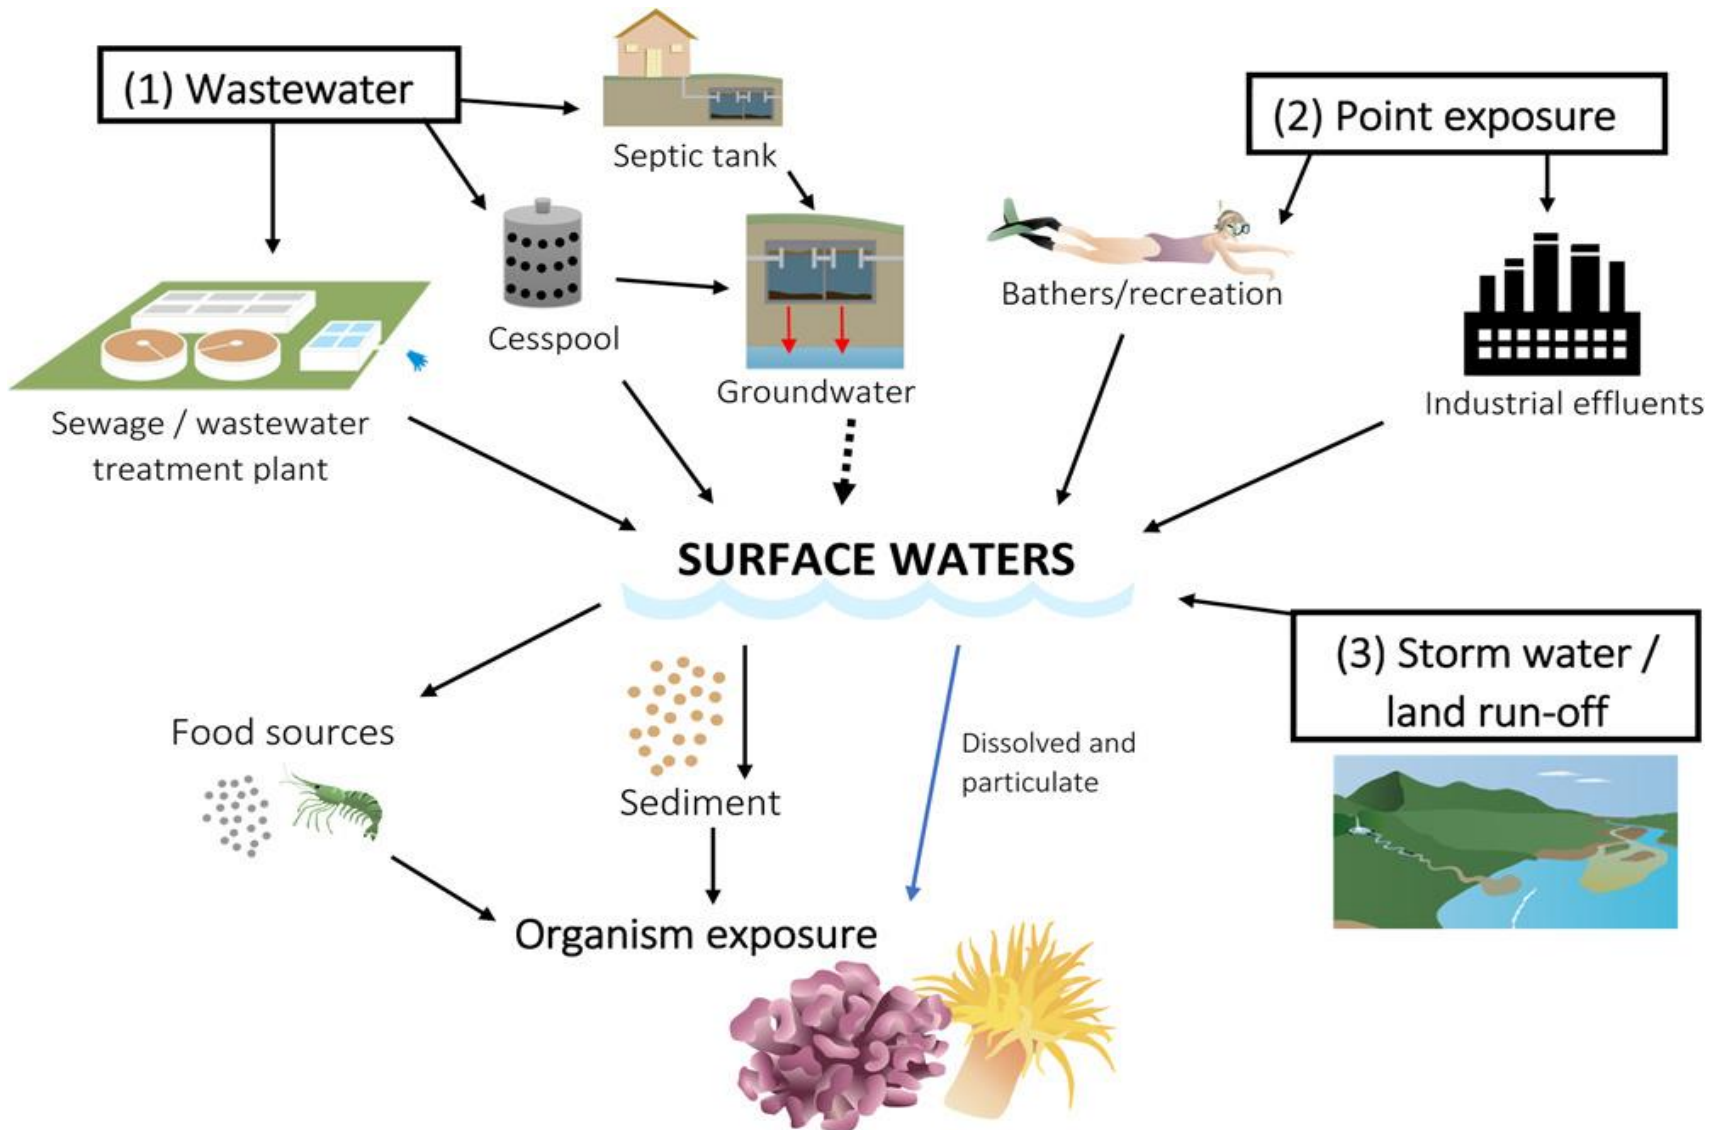 (1) Wastewater
Septic tank
(2) Point exposure
Cesspool
Groundwater
Bathers/recreation
Industrial effluents
Sewage / wastewater
treatment plant
SURFACE WATERS
(3) Storm water /
land run-off
Food sources
Sediment
Dissolved and
particulate
Organism exposure